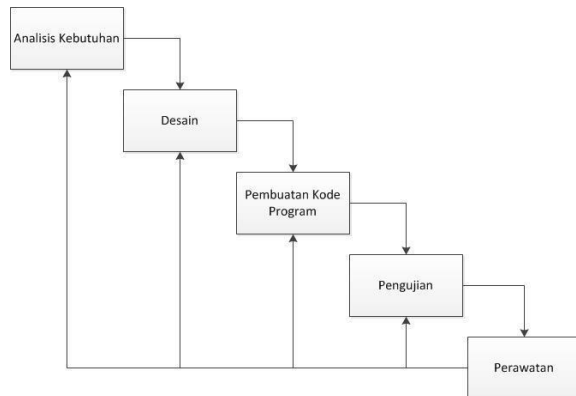 Analisis Kebutuhan
Desain
Pembuatan Kode
Program
Pengujian
Perawatan